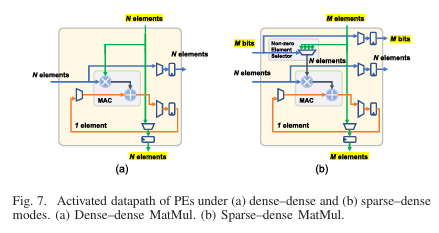 N elements
M elements
M bits
M bits
Non-zero
Element
Selector
N elements
N elements
N elements
N elements
N elements
MAC
MAC
1 element
1 element
N elements
M elements
(a)
(b)
Fig. 7. Activated datapath of PEs under (a) dense–dense and (b) sparse–dense
modes. (a) Dense–dense MatMul. (b) Sparse–dense MatMul.